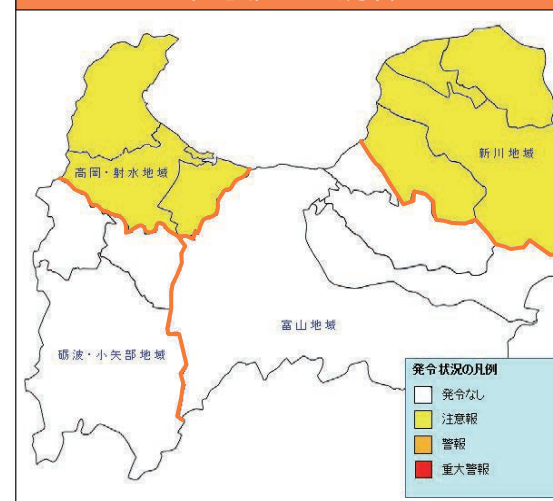 新川地域
高岡・射水地域
富山地域
砺波・小矢部地域
発令状況の凡例
発令なし
注意報
警報
重大警報